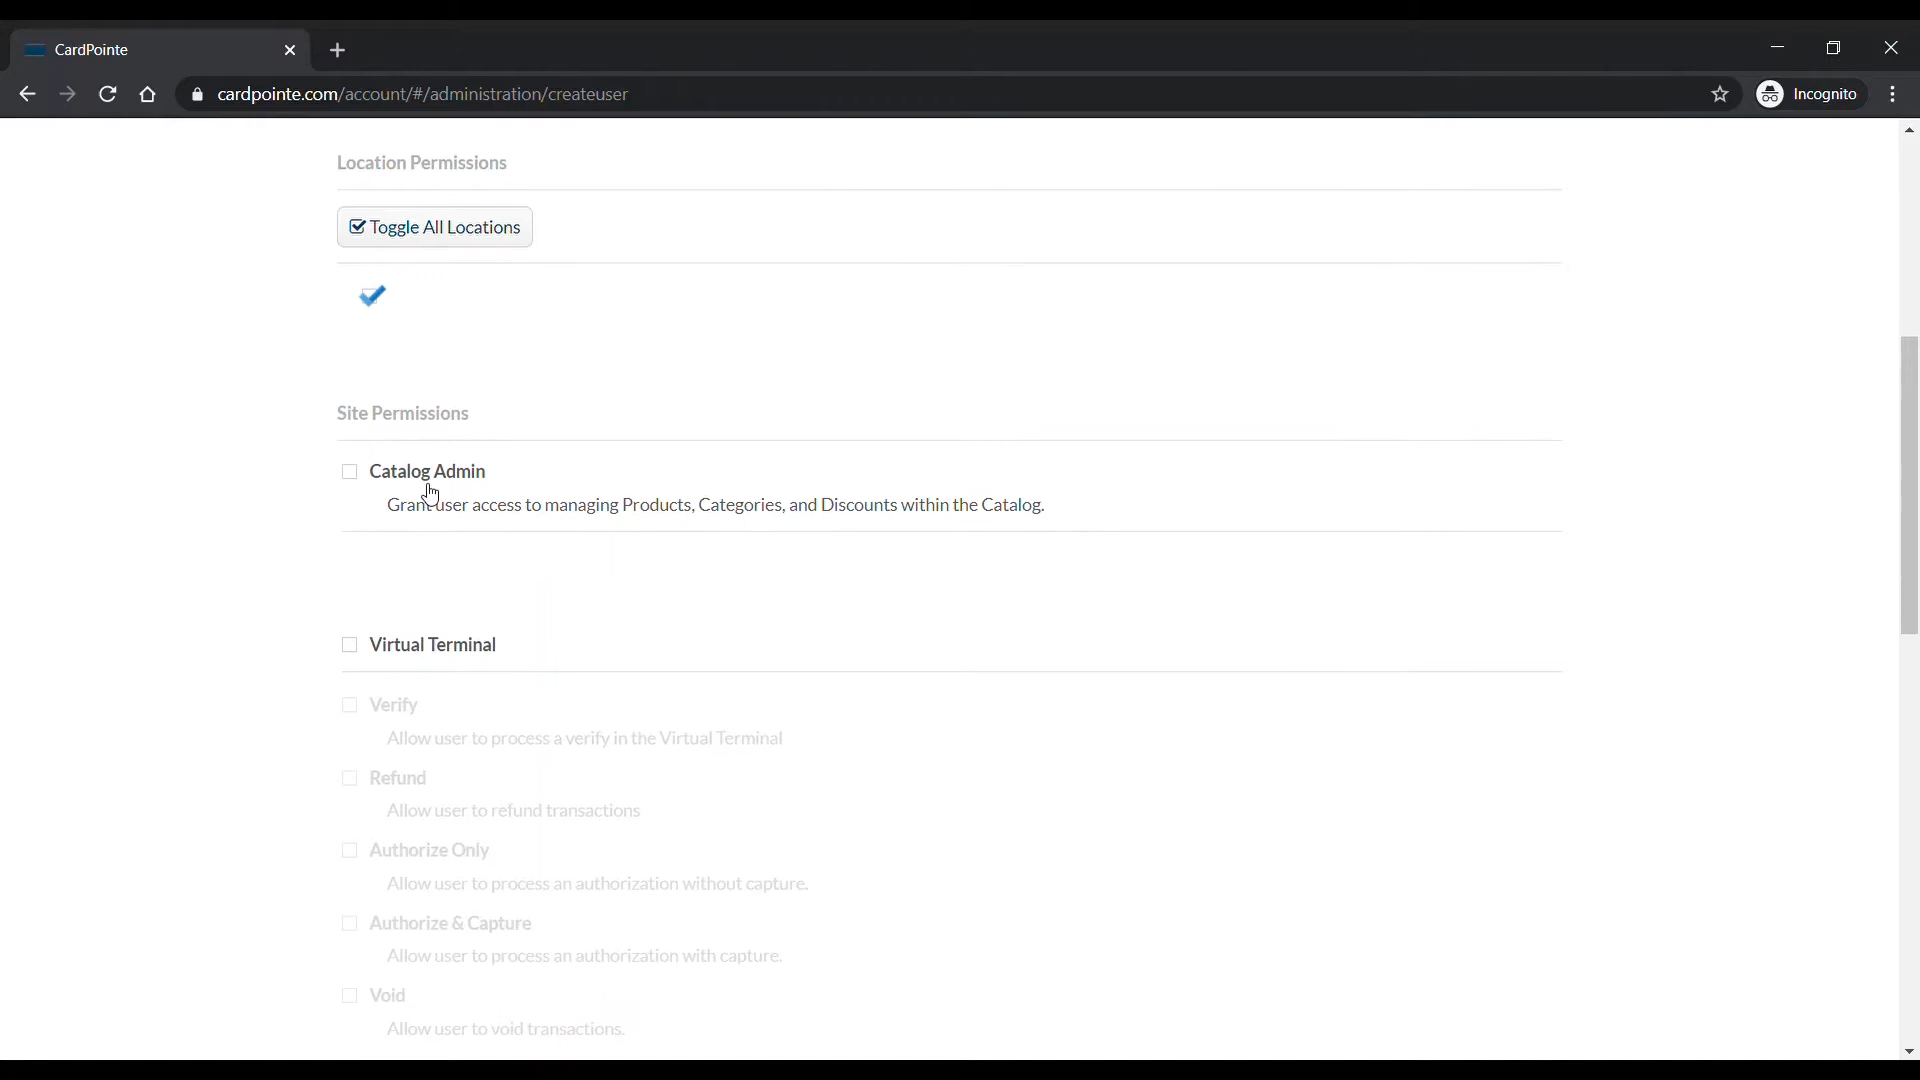 CardPointe
cardpointe.com/account/#/administration/createuser
Incognito
Location Permissions
Toggle All Locations
Site Permissions
Catalog Admin
Grant user access to managing Products, Categories, and Discounts within the Catalog.
Virtual Terminal
Verify
Allow user to process a verify in the Virtual Terminal
Refund
Allow user to refund transactions
Authorize Only
Allow user to process an authorization without capture.
Authorize & Capture
Allow user to process an authorization with capture.
Void
Allow user to void transactions.